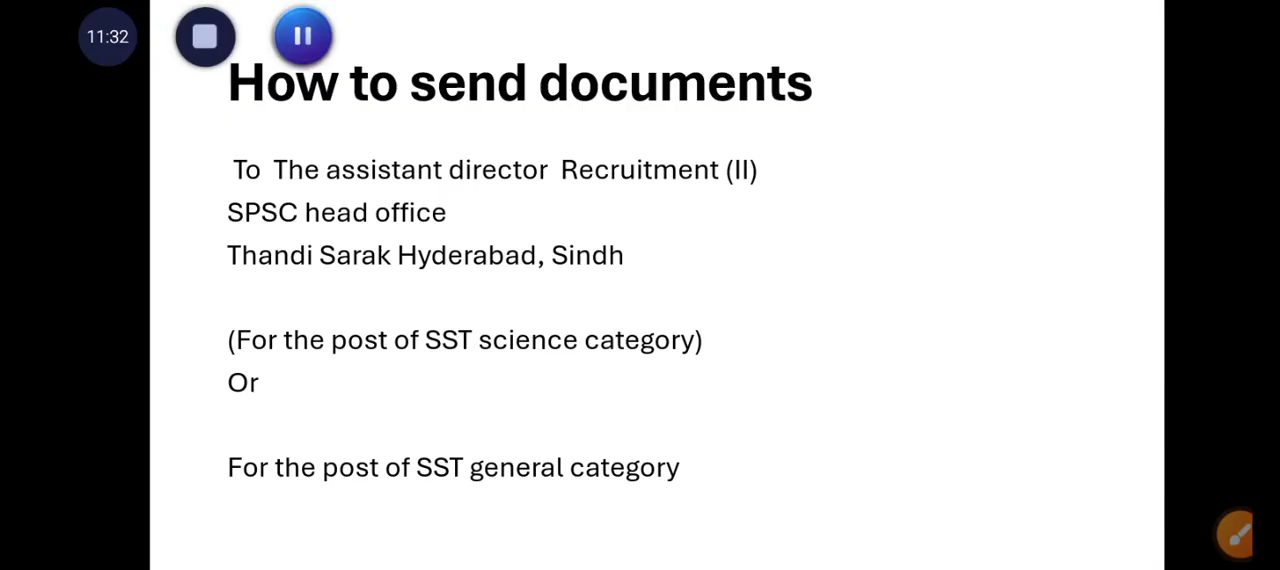 11:32
How to send documents
To The assistant director Recruitment (II)
SPSC head office
Thandi Sarak Hyderabad, Sindh
(For the post of SST science category)
Or
For the post of SST general category